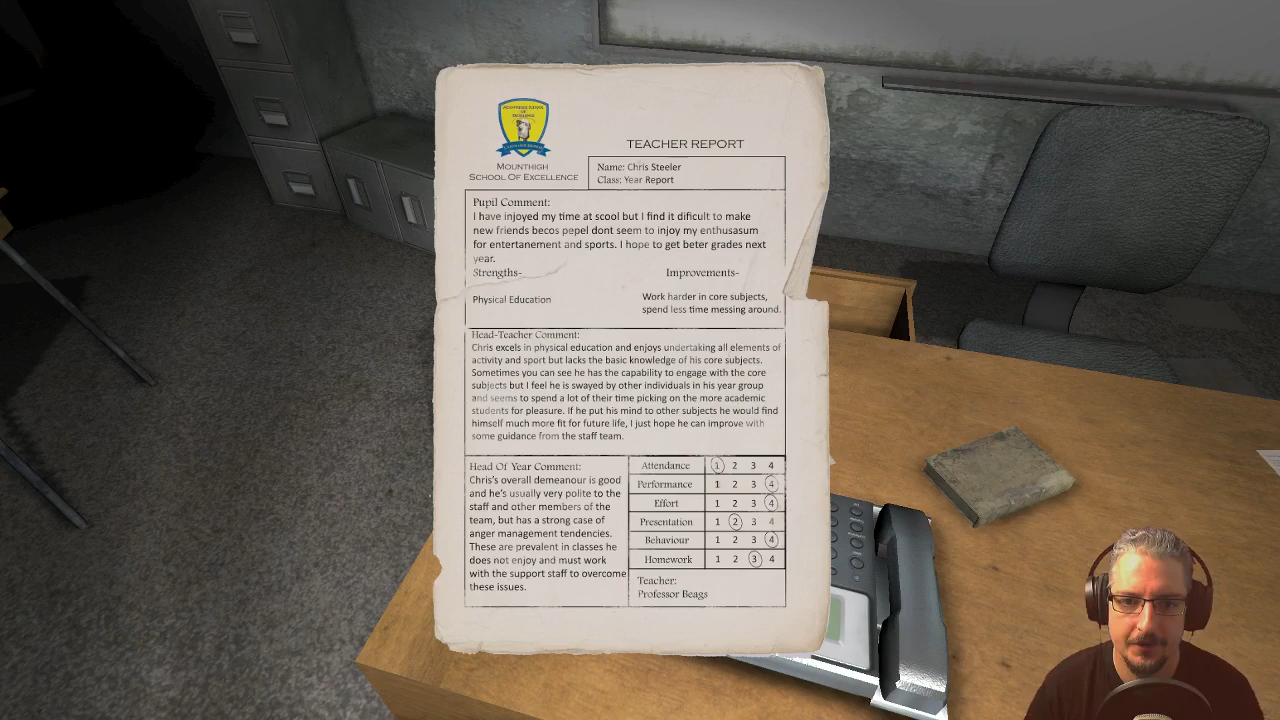 MOUNTHIGH
SCHOOL OF EXCELLENCE
TEACHER REPORT
Name: Chris Steeler
Class: Year Report
Pupil Comment:
I have injoyed my time at scool but I find it dificult to make
new friends becos pepel dont seem to injoy my enthusasum
for entertanement and sports. I hope to get beter grades next
year.
Strengths-
Improvements-
Physical Education
Work harder in core subjects,
spend less time messing around.
Head-Teacher Comment:
Chris excels in physical education and enjoys undertaking all elements of
activity and sport but lacks the basic knowledge of his core subjects.
Sometimes you can see he has the capability to engage with the core
subjects but I feel he is swayed by other individuals in his year group
and seems to spend a lot of their time picking on the more academic
students for pleasure. If he put his mind to other subjects he would find
himself much more fit for future life, I just hope he can improve with
some guidance from the staff team.
Head Of Year Comment:
Chris's overall demeanour is good
and he's usually very polite to the
staff and other members of the
team, but has a strong case of
anger management tendencies.
These are prevalent in classes he
does not enjoy and must work
with the support staff to overcome
these issues.
Attendance 1 2 3 4
Performance 1 2 3 4
Effort 1 2 3 4
Presentation 1 2 3 4
Behaviour 1 2 3 4
Homework 1 2 3 4
Teacher:
Professor Beags